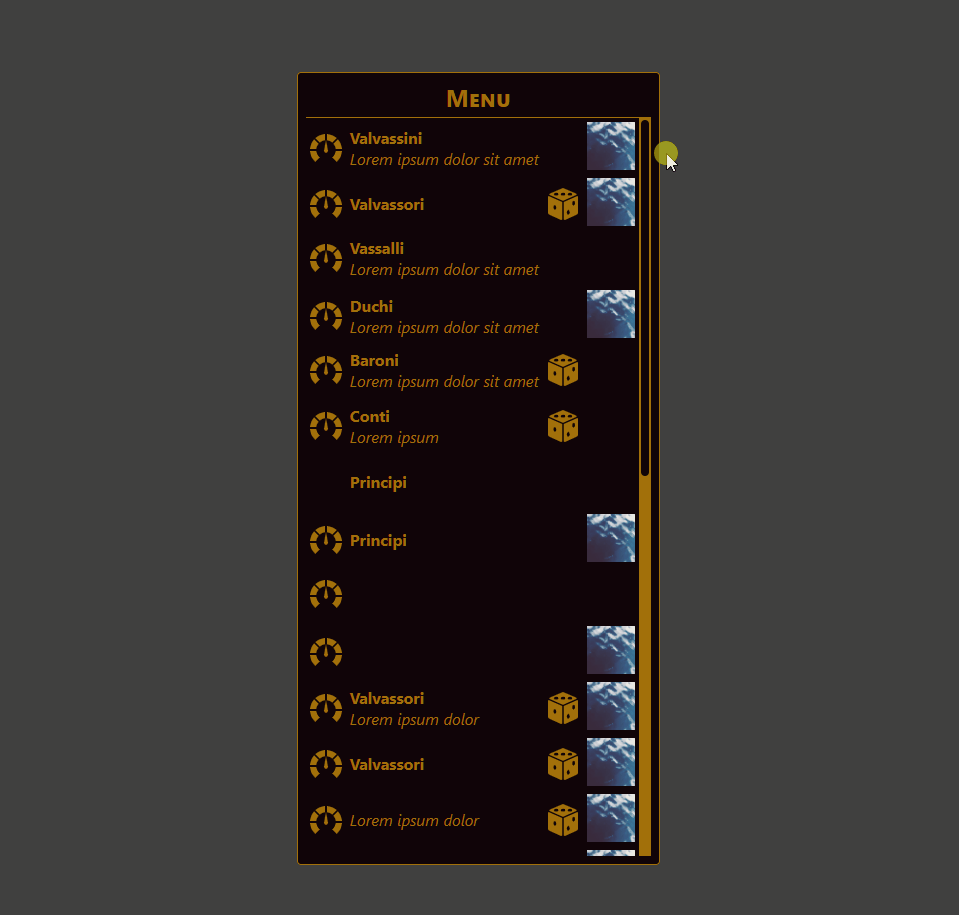 Menu
Valvassini
Lorem ipsum dolor sit amet
Valvassori
Vassalli
Lorem ipsum dolor sit amet
Duchi
Lorem ipsum dolor sit amet
Baroni
Lorem ipsum dolor sit amet
Conti
Lorem ipsum
Principi
Principi
Valvassori
Lorem ipsum dolor
Valvassori
Lorem ipsum dolor